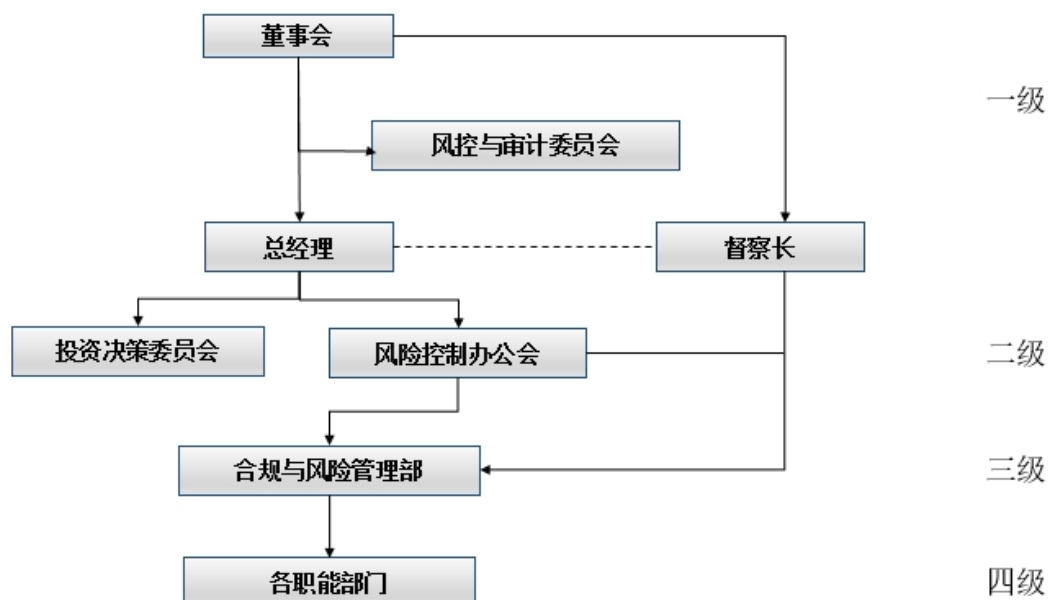 董事会
一级
风控与审计委员会
总经理
督察长
投资决策委员会
风险控制办公会
二级
合规与风险管理部
三级
各职能部门
四级